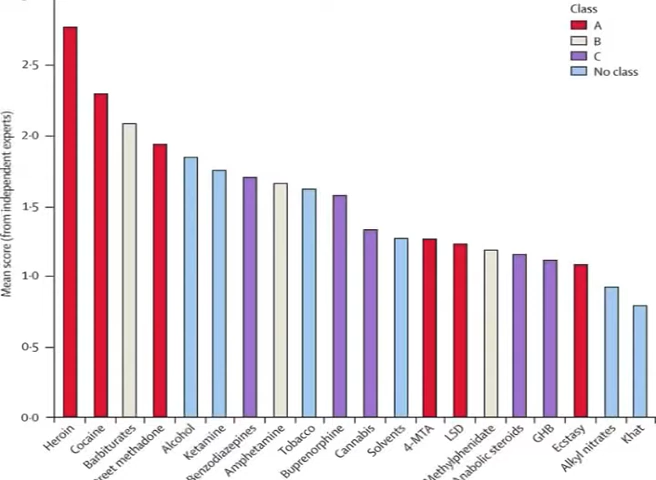 Class
A
B
C
No class
Mean score (from independent experts)
2·5
2·0
1·5
1·0
0·5
0·0
Heroin
Cocaine
Barbiturates
methadone
Alcohol
Ketamine
Benzodiazepines
Amphetamine
Tobacco
Buprenorphine
Cannabis
Solvents
4-MTA
LSD
Methylphenidate
Anabolic steroids
GHB
Ecstasy
Alkyl nitrates
Khat